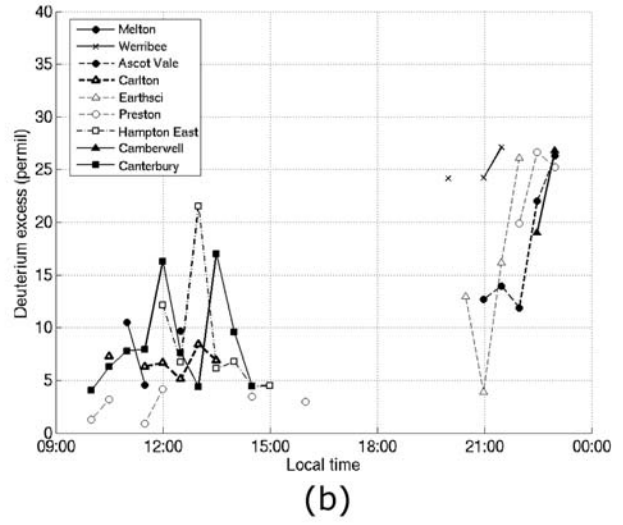 40
35
30
25
20
15
10
5
0
Deuterium excess (permil)
Melton
Werribee
Ascot Vale
Carlton
Earthsci
Preston
Hampton East
Camberwell
Canterbury
09:00 12:00 15:00 18:00 21:00 00:00
Local time
(b)